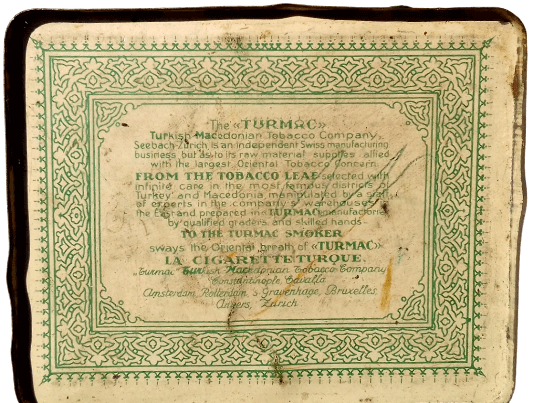 The «TURMAC»
Turkish Macedonian Tobacco Company,
Seebach-Zürich, is an independent Swiss manufacturing
business but as to its raw material supplies allied
with the largest Oriental Tobacco Concern.
FROM THE TOBACCO LEAF selected with
infinite care in the most famous districts of
Turkey and Macedonia manipulated by a staff
of experts in the company's warehouses in
the East and prepared in a TURMAC manufactory
by qualified graders and skilled hands -
TO THE TURMAC SMOKER
sways the Oriental breath of «TURMAC»
LA CIGARETTE TURQUE.
„Turmac" Turkish Macedonian Tobacco Company
Constantinople, Cavalla
Amsterdam, Rotterdam, s'Gravenhage, Bruxelles,
Anvers, Zurich.